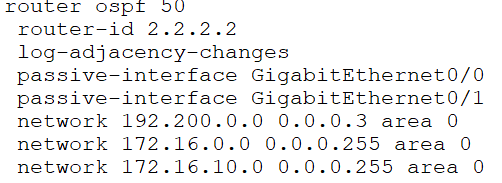 router ospf 50
router-id 2.2.2.2
log-adjacency-changes
passive-interface GigabitEthernet0/0
passive-interface GigabitEthernet0/1
network 192.200.0.0 0.0.0.3 area 0
network 172.16.0.0 0.0.0.255 area 0
network 172.16.10.0 0.0.0.255 area 0